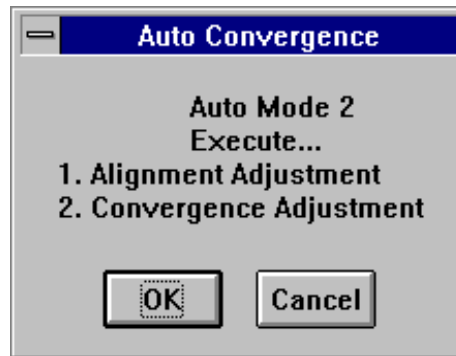 Auto Convergence
Auto Mode 2
Execute...
1. Alignment Adjustment
2. Convergence Adjustment
OK
Cancel